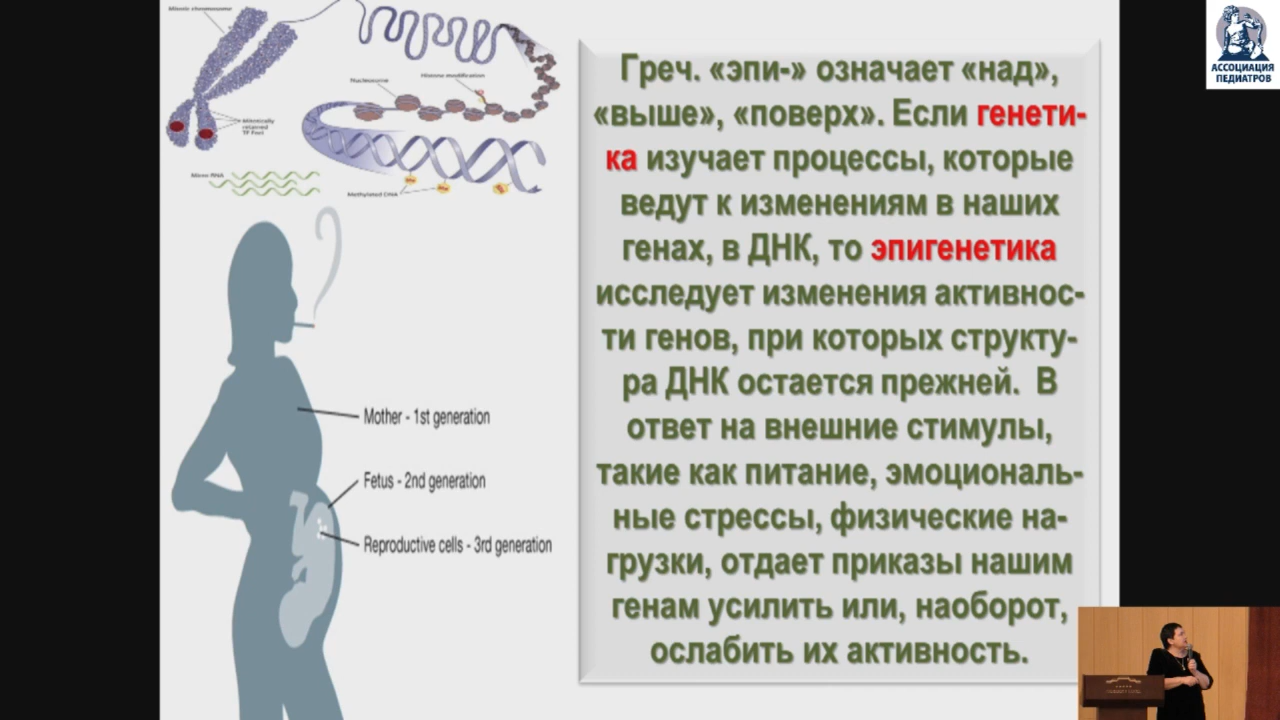 Mitotic chromosome
Nucleosome
Histone modification
Mitotically
retained
Micro RNA
Methylated DNA
Mother - 1st generation
Fetus - 2nd generation
Reproductive cells - 3rd generation
Греч. «эпи-» означает «над»,
«выше», «поверх». Если генети-
ка изучает процессы, которые
ведут к изменениям в наших
генах, в ДНК, то эпигенетика
исследует изменения активнос-
ти генов, при которых структу-
ра ДНК остается прежней. В
ответ на внешние стимулы,
такие как питание, эмоциональ-
ные стрессы, физические на-
грузки, отдает приказы нашим
генам усилить или, наоборот,
ослабить их активность.
АССОЦИАЦИЯ
ПЕДИАТРОВ